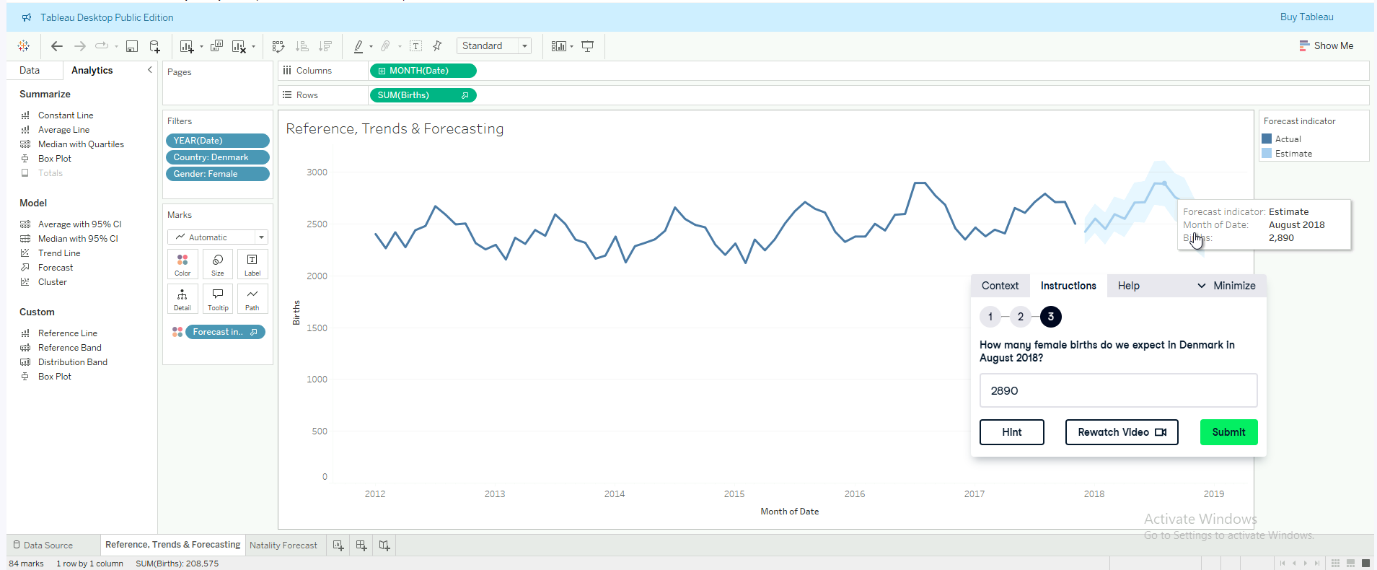 Tableau Desktop Public Edition
Buy Tableau
Standard
Show Me
Data
Analytics
Summarize
Constant Line
Average Line
Median with Quartiles
Box Plot
Totals
Model
Average with 95% CI
Median with 95% CI
Trend Line
Forecast
Cluster
Custom
Reference Line
Reference Band
Distribution Band
Box Plot
Pages
Filters
YEAR(Date)
Country: Denmark
Gender: Female
Marks
Automatic
Color
Size
Label
Detail
Tooltip
Path
Forecast in..
Columns
MONTH(Date)
Rows
SUM(Births)
Reference, Trends & Forecasting
3000
2500
2000
1500
1000
500
0
Births
2012
2013
2014
2015
2016
2017
2018
2019
Month of Date
Forecast indicator
Actual
Estimate
Forecast indicator: Estimate
Month of Date: August 2018
2,890
Context
Instructions
Help
Minimize
1
2
3
How many female births do we expect in Denmark in
August 2018?
2890
Hint
Rewatch Video
Submit
Activate Windows
Go to Settings to activate Windows.
Data Source
Reference, Trends & Forecasting
Natality Forecast
84 marks
1 row by 1 column
SUM(Births): 208.575